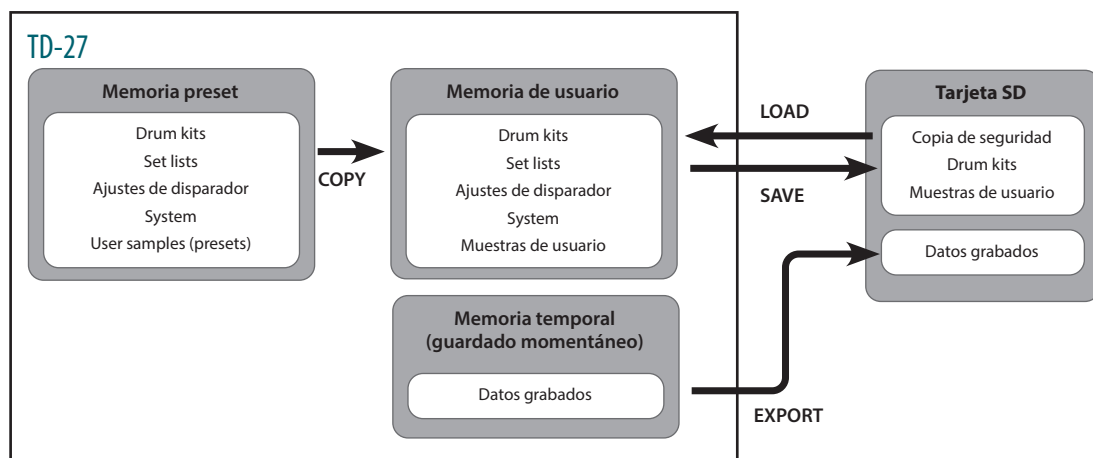 TD-27
Memoria preset
Drum kits
Set lists
Ajustes de disparador
System
User samples (presets)
COPY
Memoria de usuario
Drum kits
Set lists
Ajustes de disparador
System
Muestras de usuario
LOAD
SAVE
Tarjeta SD
Copia de seguridad
Drum kits
Muestras de usuario
Datos grabados
Memoria temporal
(guardado momentáneo)
Datos grabados
EXPORT